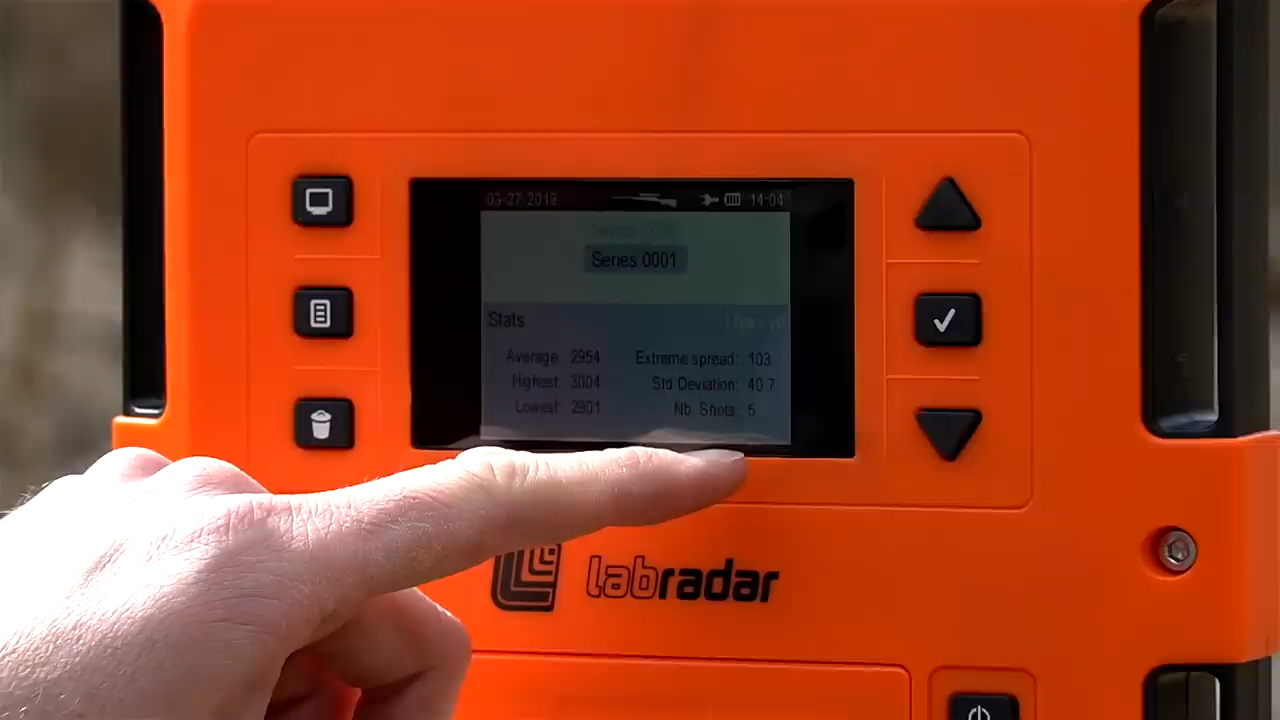 03-27-2018 14:04
Series 0001
Stats
Average: 2954 Extreme spread: 103
Highest: 3004 Std Deviation: 40.7
Lowest: 2901 Nb. Shots: 5
labradar